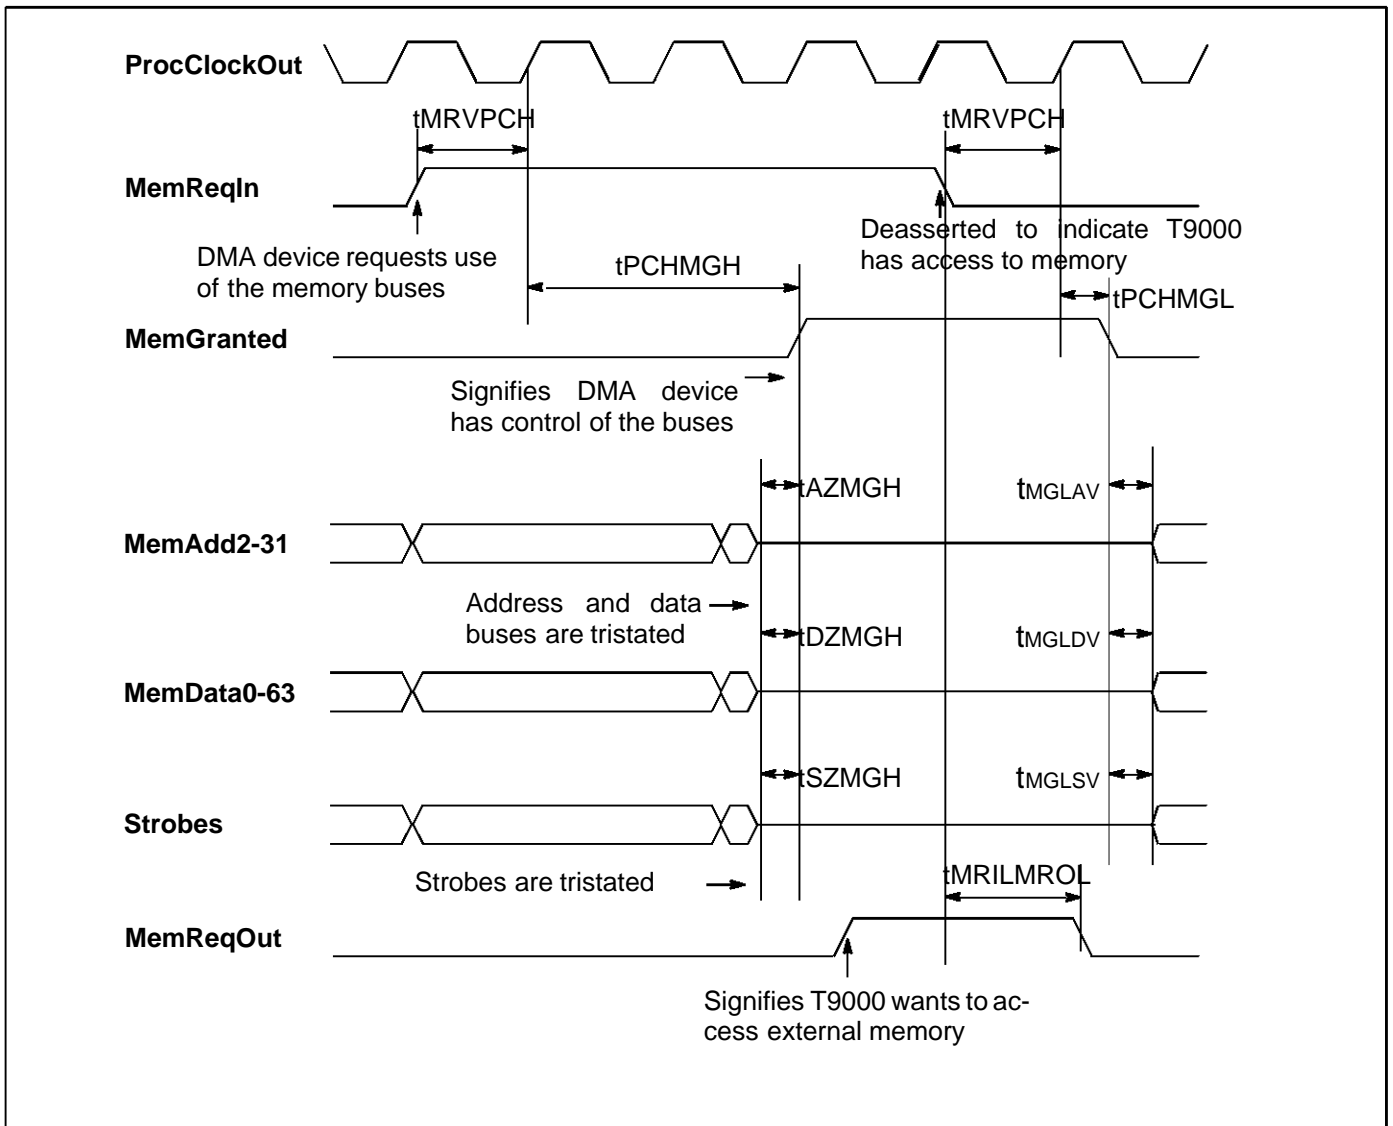 ProcClockOut
tMRVPCH
tMRVPCH
MemReqIn
DMA device requests use
of the memory buses
Deasserted to indicate T9000
has access to memory
tPCHMGH
tPCHMGL
MemGranted
Signifies DMA device
has control of the buses
tAZMGH
tMGLAV
MemAdd2-31
Address and data
buses are tristated
tDZMGH
tMGLDV
MemData0-63
tSZMGH
tMGLSV
Strobes
Strobes are tristated
tMRILMROL
MemReqOut
Signifies T9000 wants to ac-
cess external memory